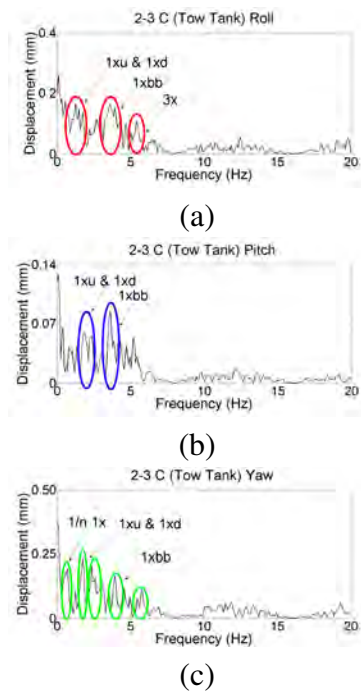 2-3 C (Tow Tank) Roll
0.4
1xu & 1xd
1xbb
3x
0.2
0
0 5 10 15 20
Displacement (mm)
Frequency (Hz)
(a)
2-3 C (Tow Tank) Pitch
0.14
1xu & 1xd
1xbb
0.07
0
0 5 10 15 20
Displacement (mm)
Frequency (Hz)
(b)
2-3 C (Tow Tank) Yaw
0.50
1/n 1x 1xu & 1xd
1xbb
0.25
0
0 5 10 15 20
Displacement (mm)
Frequency (Hz)
(c)